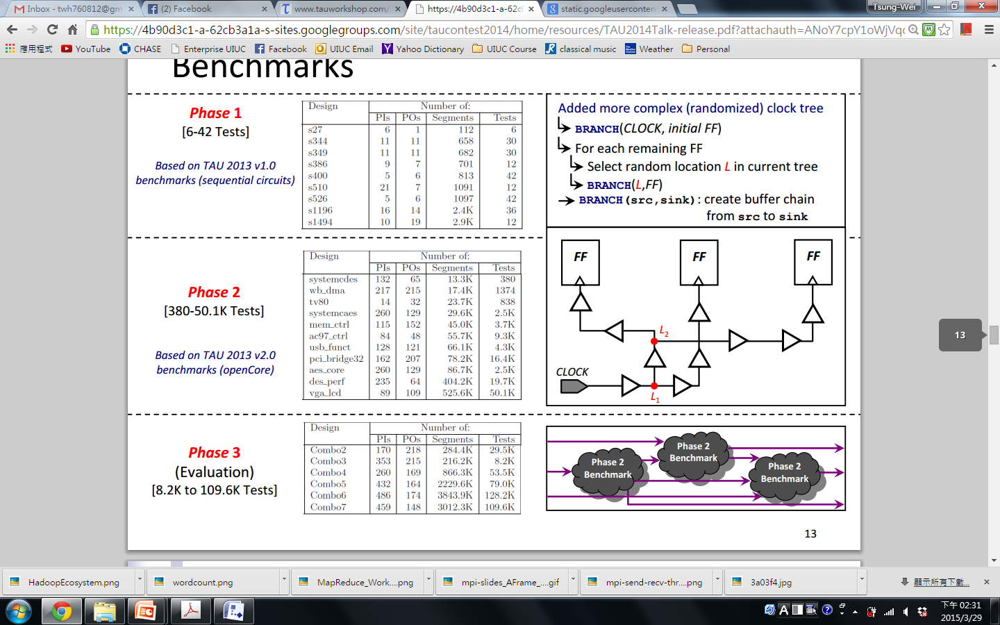 Inbox - twh760812@gm
(2) Facebook
www.tauworkshop.com/
https://4b90d3c1-a-62cb
static.googleuserconten
Tsung-Wei
https://4b90d3c1-a-62cb3a1a-s-sites.googlegroups.com/site/taucontest2014/home/resources/TAU2014Talk-release.pdf?attachauth=ANoY7cpY1oWjVqc
應用程式 YouTube CHASE Enterprise UIUC Facebook UIUC Email Yahoo Dictionary UIUC Course classical music Weather Personal
Benchmarks
Phase 1
[6-42 Tests]
Based on TAU 2013 v1.0
benchmarks (sequential circuits)
Design Number of:
PIs POs Segments Tests
s27 6 1 112 6
s344 11 11 658 30
s349 11 11 682 30
s386 9 7 701 12
s400 5 6 813 42
s510 21 7 1091 12
s526 5 6 1097 42
s1196 16 14 2.4K 36
s1494 10 19 2.9K 12
Added more complex (randomized) clock tree
BRANCH(CLOCK, initial FF)
For each remaining FF
Select random location L in current tree
BRANCH(L,FF)
BRANCH(src,sink): create buffer chain
from src to sink
Phase 2
[380-50.1K Tests]
Based on TAU 2013 v2.0
benchmarks (openCore)
Design Number of:
PIs POs Segments Tests
systemcdes 132 65 13.3K 380
wb_dma 217 215 17.4K 1374
tv80 14 32 23.7K 838
systemcaes 260 129 29.6K 2.5K
mem_ctrl 115 152 45.0K 3.7K
ac97_ctrl 84 48 55.7K 9.3K
usb_funct 128 121 66.1K 4.3K
pci_bridge32 162 207 78.2K 16.4K
aes_core 260 129 86.7K 2.5K
des_perf 235 64 404.2K 19.7K
vga_lcd 89 109 525.6K 50.1K
FF FF FF
L2
CLOCK
L1
13
Phase 3
(Evaluation)
[8.2K to 109.6K Tests]
Design Number of:
PIs POs Segments Tests
Combo2 170 218 284.4K 29.5K
Combo3 353 215 216.2K 8.2K
Combo4 260 169 866.3K 53.5K
Combo5 432 164 2229.6K 79.0K
Combo6 486 174 3843.9K 128.2K
Combo7 459 148 3012.3K 109.6K
Phase 2
Benchmark
Phase 2
Benchmark
Phase 2
Benchmark
13
HadoopEcosystem.png
wordcount.png
MapReduce_Work....png
mpi-slides_AFrame_....gif
mpi-send-recv-thr....png
3a03f4.jpg
顯示所有下載...
下午 02:31
2015/3/29